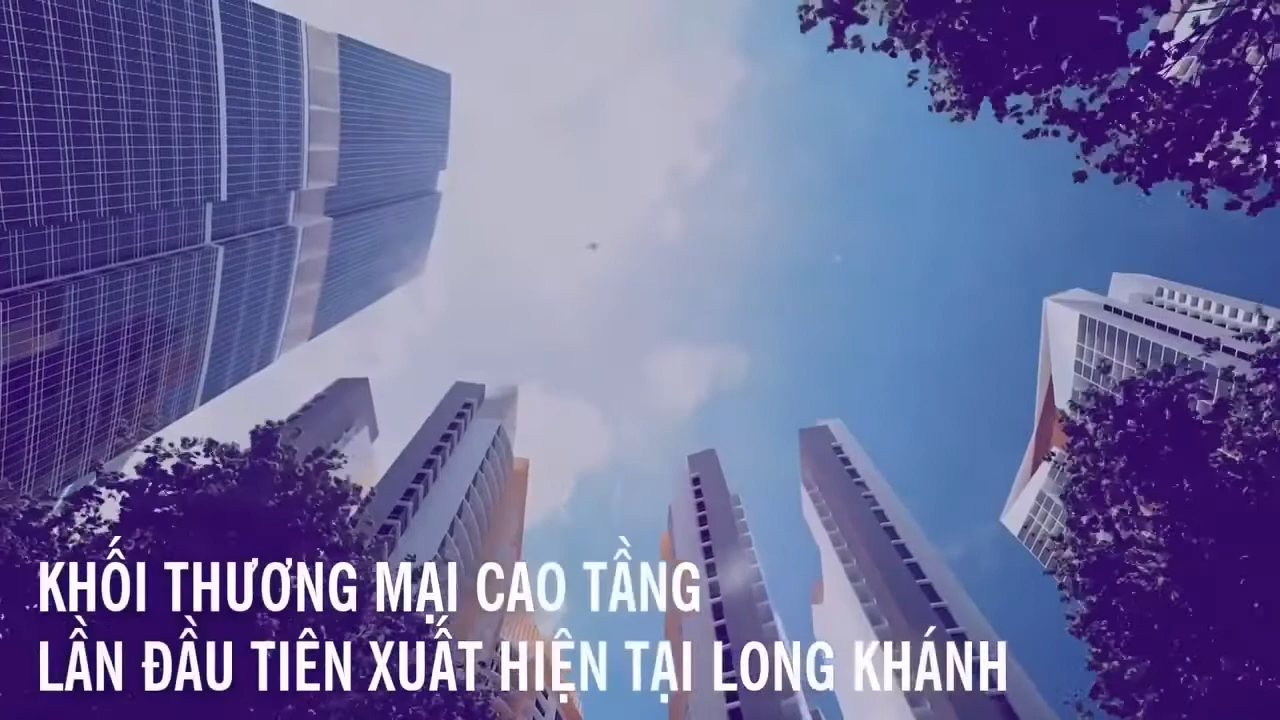 KHỐI THƯƠNG MẠI CAO TẦNG
LẦN ĐẦU TIÊN XUẤT HIỆN TẠI LONG KHÁNH